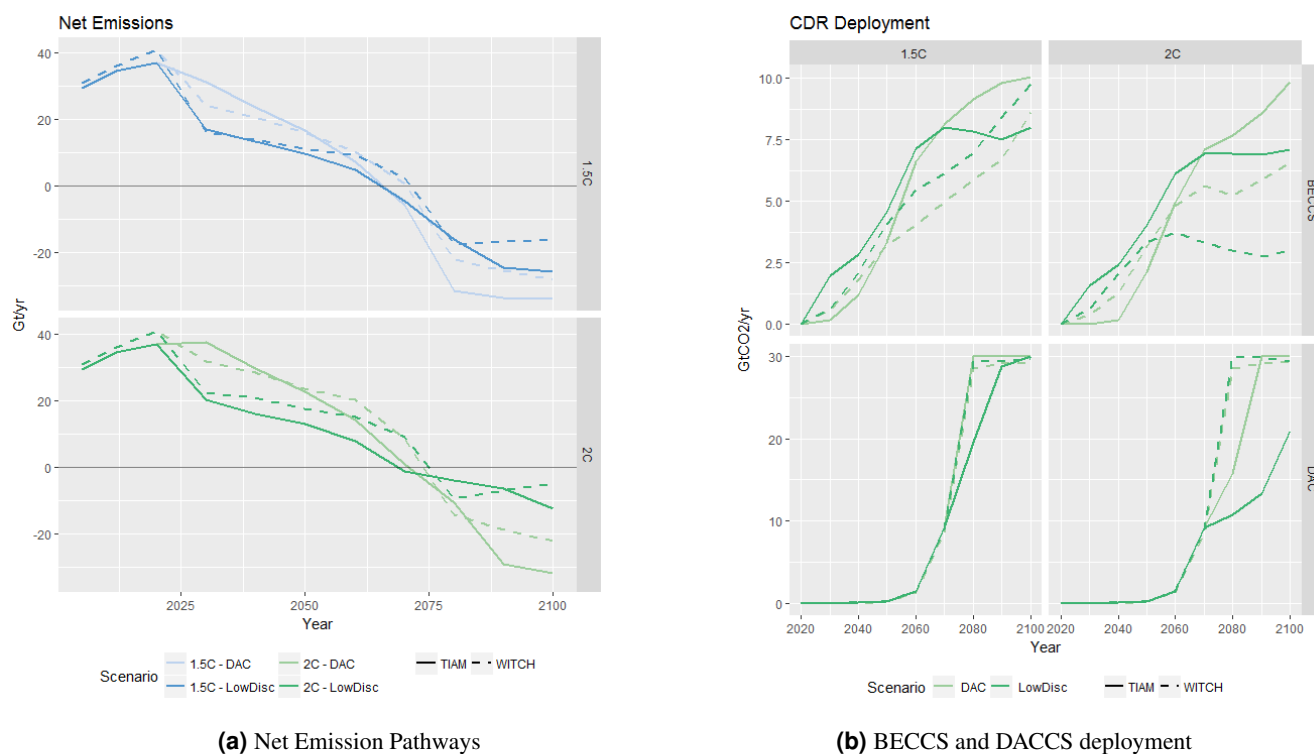 Net Emissions
40
20
0
-20
1.5C
40
20
0
-20
2C
Gt/yr
2025
2050
2075
2100
Year
Scenario
1.5C - DAC
2C - DAC
1.5C - LowDisc
2C - LowDisc
TIAM
WITCH
(a) Net Emission Pathways
CDR Deployment
1.5C
2C
10.0
7.5
5.0
2.5
0.0
BECCS
30
20
10
0
DAC
GtCO2/yr
2020
2040
2060
2080
2100
2020
2040
2060
2080
2100
Year
Scenario
DAC
LowDisc
TIAM
WITCH
(b) BECCS and DACCS deployment